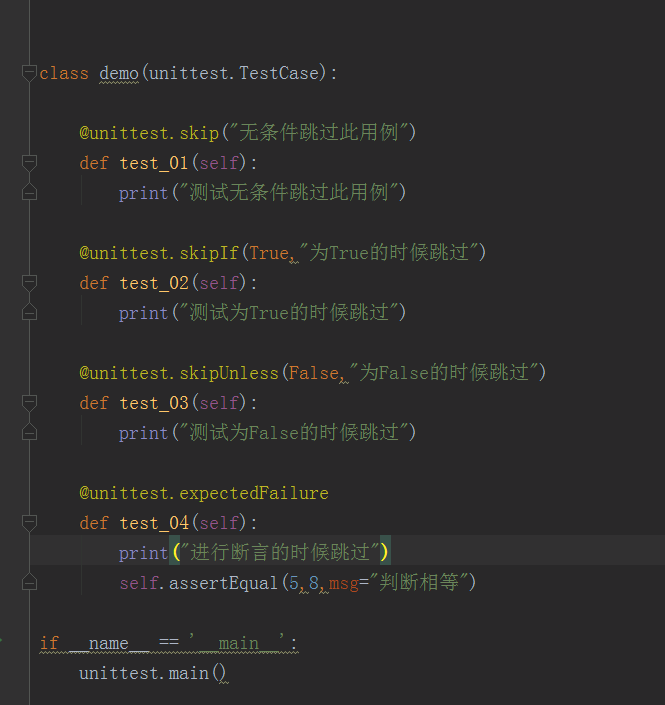 class demo(unittest.TestCase):
@unittest.skip("无条件跳过此用例")
def test_01(self):
print("测试无条件跳过此用例")
@unittest.skipIf(True,"为True的时候跳过")
def test_02(self):
print("测试为True的时候跳过")
@unittest.skipUnless(False,"为False的时候跳过")
def test_03(self):
print("测试为False的时候跳过")
@unittest.expectedFailure
def test_04(self):
print("进行断言的时候跳过")
self.assertEqual(5,8,msg="判断相等")
if __name__ == '__main__':
unittest.main()